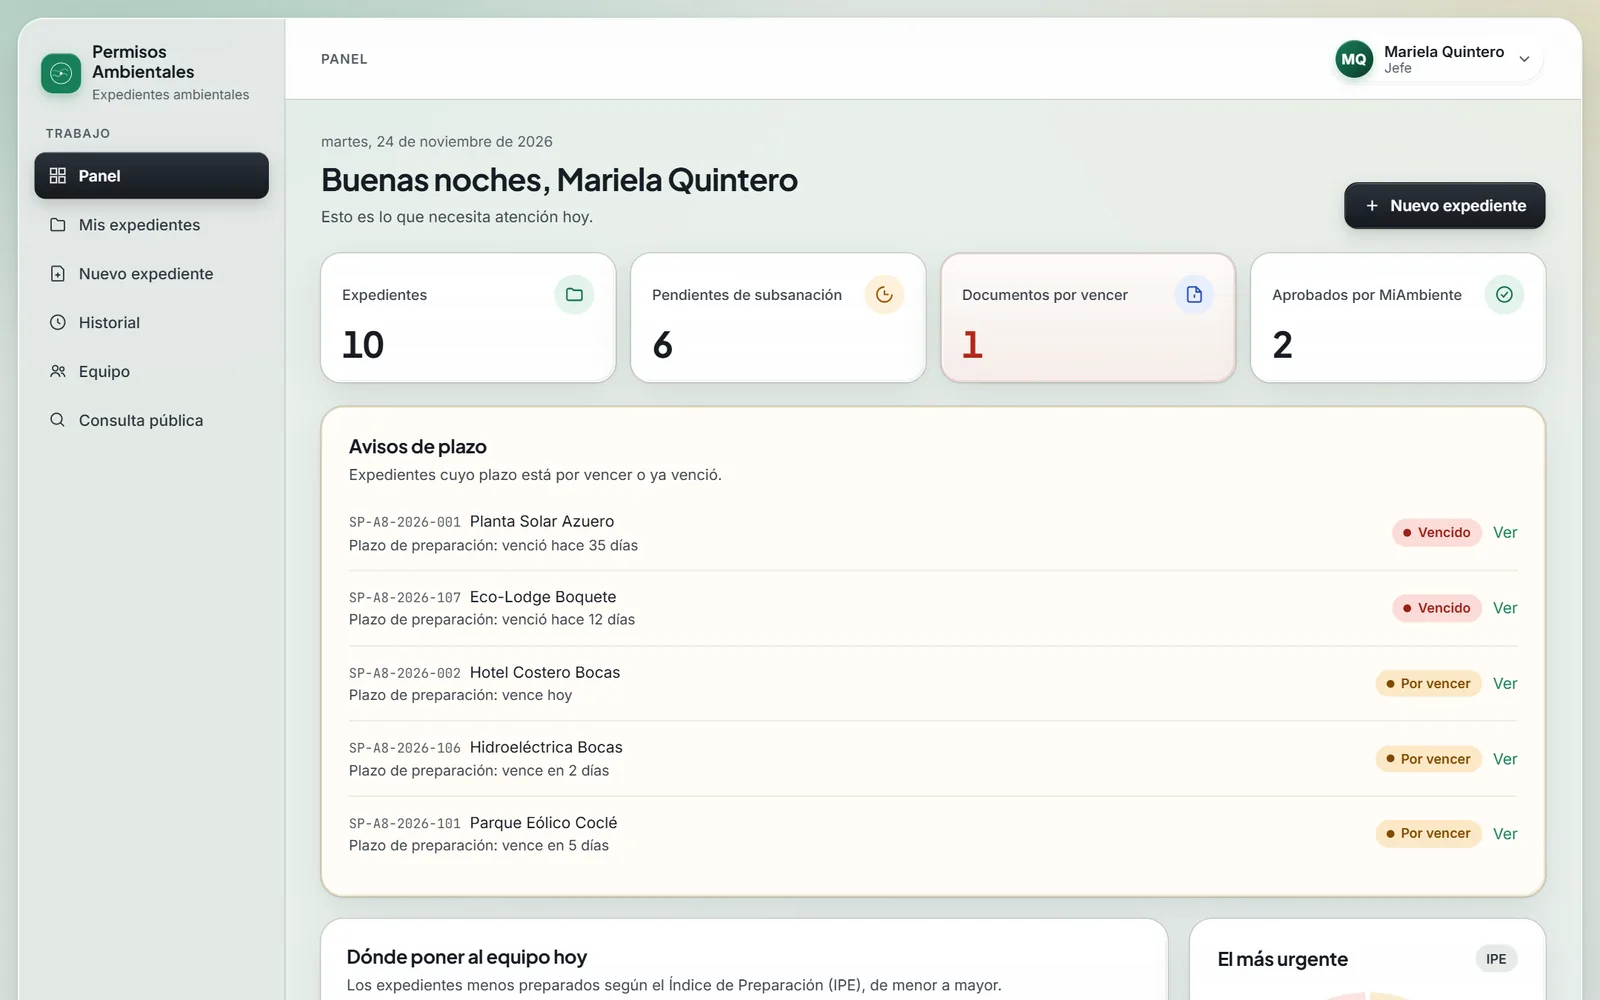 Permisos
Ambientales
Expedientes ambientales
TRABAJO
Panel
Mis expedientes
Nuevo expediente
Historial
Equipo
Consulta pública
PANEL
MQ
Mariela Quintero
Jefe
martes, 24 de noviembre de 2026
Buenas noches, Mariela Quintero
Esto es lo que necesita atención hoy.
+ Nuevo expediente
Expedientes
10
Pendientes de subsanación
6
Documentos por vencer
1
Aprobados por MiAmbiente
2
Avisos de plazo
Expedientes cuyo plazo está por vencer o ya venció.
SP-A8-2026-001 Planta Solar Azuero
Plazo de preparación: venció hace 35 días
Vencido Ver
SP-A8-2026-107 Eco-Lodge Boquete
Plazo de preparación: venció hace 12 días
Vencido Ver
SP-A8-2026-002 Hotel Costero Bocas
Plazo de preparación: vence hoy
Por vencer Ver
SP-A8-2026-106 Hidroeléctrica Bocas
Plazo de preparación: vence en 2 días
Por vencer Ver
SP-A8-2026-101 Parque Eólico Coclé
Plazo de preparación: vence en 5 días
Por vencer Ver
Dónde poner al equipo hoy
Los expedientes menos preparados según el Índice de Preparación (IPE), de menor a mayor.
El más urgente
IPE